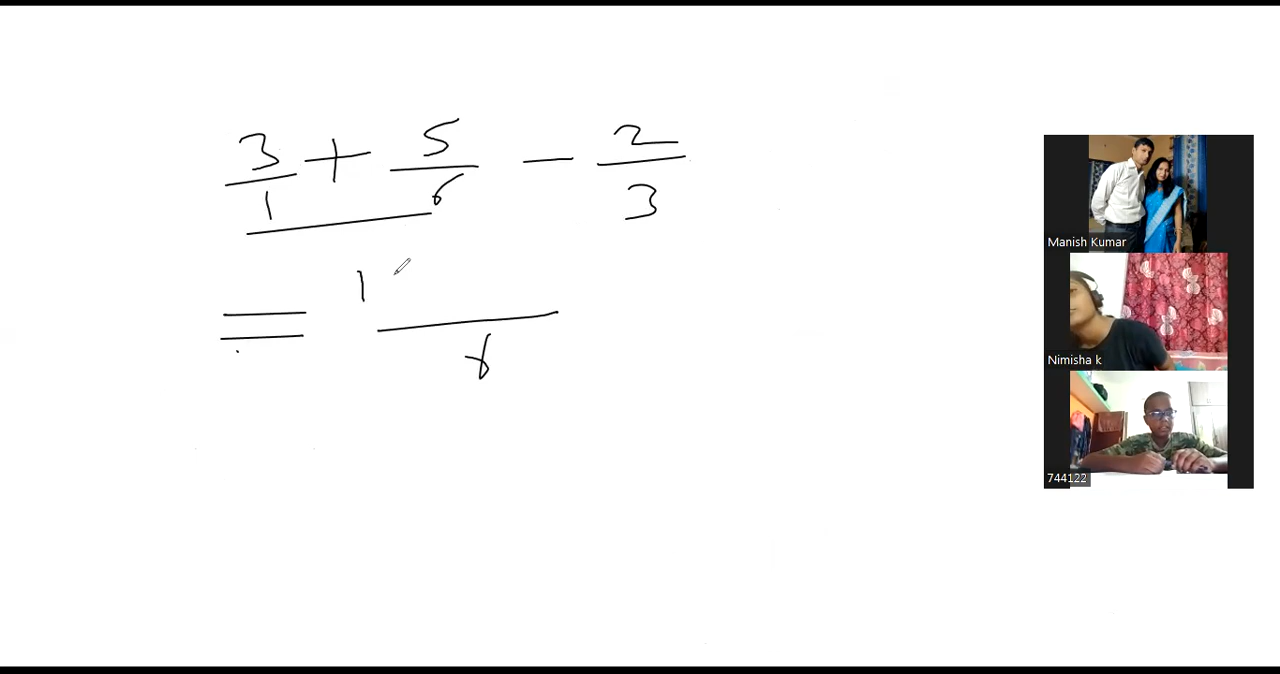 3/1 + 5/6 - 2/3
= 1 /6
Manish Kumar
Nimisha k
744122